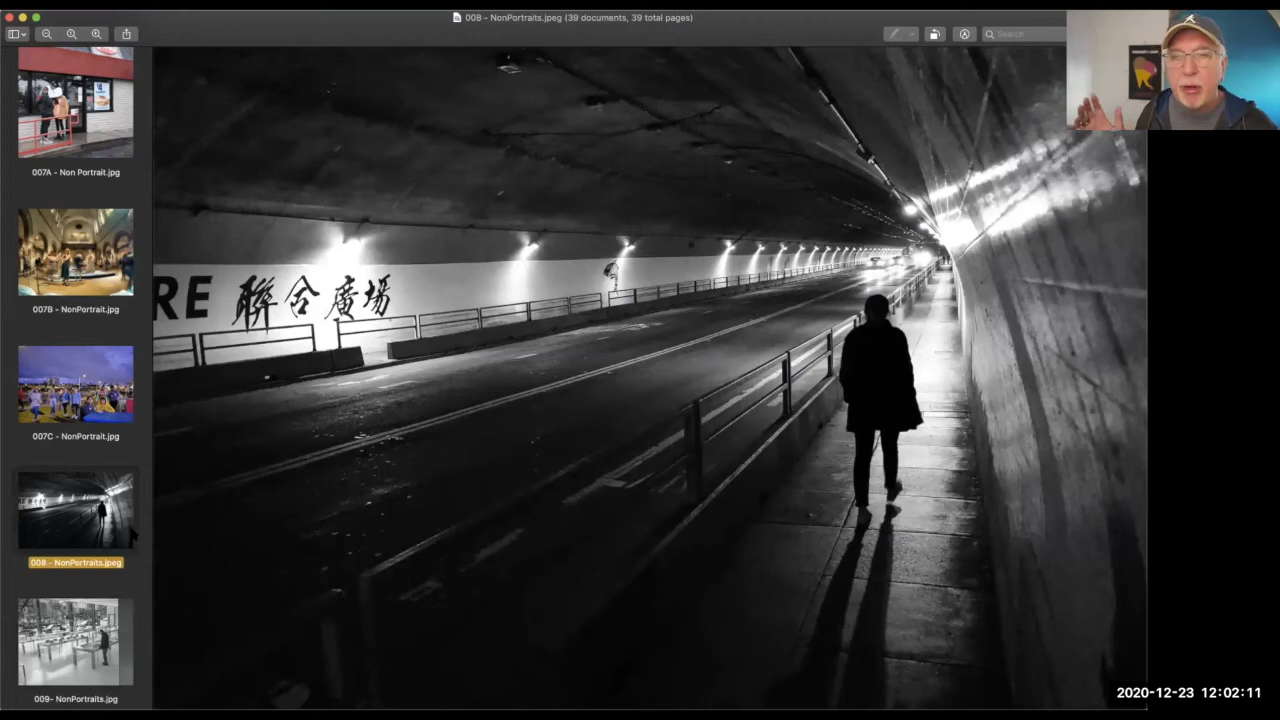 008 - NonPortraits.jpeg (39 documents, 39 total pages)
Search
007A - Non Portrait.jpg
007B - NonPortrait.jpg
007C - NonPortrait.jpg
008 - NonPortraits.jpeg
009- NonPortraits.jpg
RE 聯合廣場
2020-12-23 12:02:11